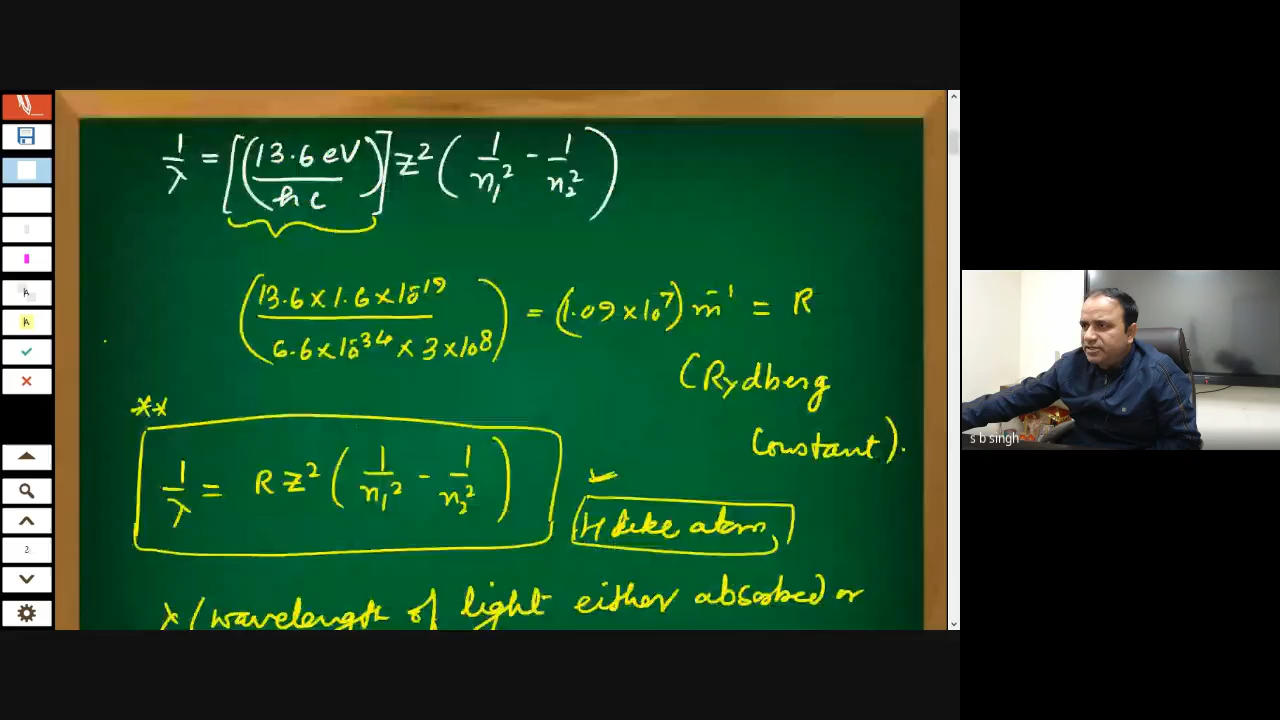 1/λ = [(13.6 eV / hc)] Z² (1/n₁² - 1/n₂²)
(13.6 × 1.6 × 10⁻¹⁹ / 6.6 × 10⁻³⁴ × 3 × 10⁸) = (1.09 × 10⁷) m⁻¹ = R
(Rydberg
Constant).
**
1/λ = R Z² (1/n₁² - 1/n₂²)
H like atom,
λ/wavelength of light either absorbed or
s b singh
2